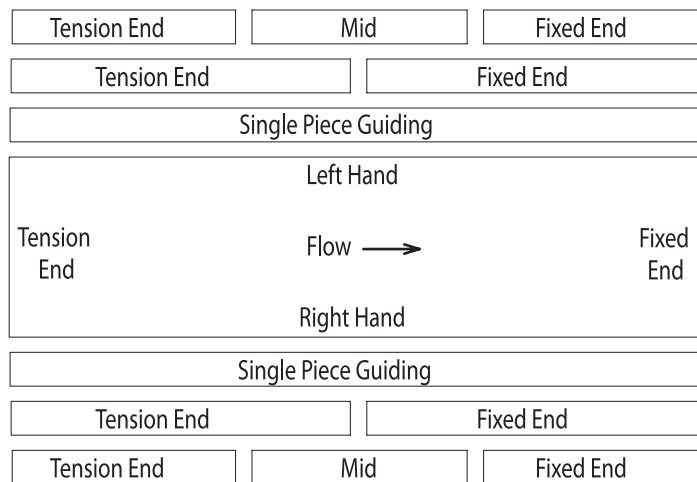 Tension End Mid Fixed End
Tension End Fixed End
Single Piece Guiding
Left Hand
Tension
End
Flow
Fixed
End
Right Hand
Single Piece Guiding
Tension End Fixed End
Tension End Mid Fixed End